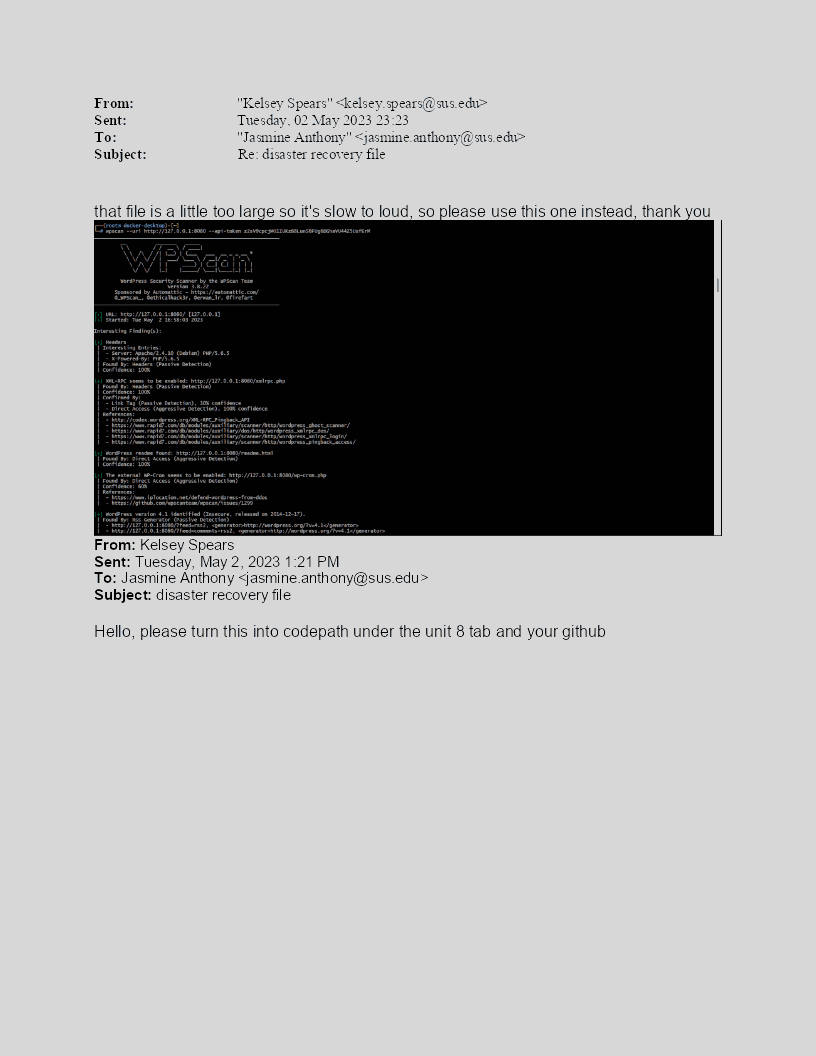 From: "Kelsey Spears" <kelsey.spears@sus.edu>
Sent: Tuesday, 02 May 2023 23:23
To: "Jasmine Anthony" <jasmine.anthony@sus.edu>
Subject: Re: disaster recovery file
that file is a little too large so it's slow to loud, so please use this one instead, thank you
wpscan --url http://127.0.0.1:8080 --api-token
WordPress Security Scanner by the WPScan Team
Version 3.8.22
Sponsored by Automattic - https://automattic.com/
@_WPScan_, @ethicalhack3r, @erwan_lr, @firefart
[+] URL: http://127.0.0.1:8080/ [127.0.0.1]
[+] Started: Tue May 2 16:58:03 2023
Interesting Finding(s):
[+] Headers
| Interesting Entries:
| - Server: Apache/2.4.10 (Debian) PHP/5.6.5
| - X-Powered-By: PHP/5.6.5
| Found By: Headers (Passive Detection)
| Confidence: 100%
[+] XML-RPC seems to be enabled: http://127.0.0.1:8080/xmlrpc.php
| Found By: Headers (Passive Detection)
| Confidence: 100%
| Confirmed By:
| - Link Tag (Passive Detection), 30% confidence
| - Direct Access (Aggressive Detection), 100% confidence
| References:
| - http://codex.wordpress.org/XML-RPC_Pingback_API
| - https://www.rapid7.com/db/modules/auxiliary/scanner/http/wordpress_ghost_scanner/
| - https://www.rapid7.com/db/modules/auxiliary/dos/http/wordpress_xmlrpc_dos/
| - https://www.rapid7.com/db/modules/auxiliary/scanner/http/wordpress_xmlrpc_login/
| - https://www.rapid7.com/db/modules/auxiliary/scanner/http/wordpress_pingback_access/
[+] WordPress readme found: http://127.0.0.1:8080/readme.html
| Found By: Direct Access (Aggressive Detection)
| Confidence: 100%
[+] The external WP-Cron seems to be enabled: http://127.0.0.1:8080/wp-cron.php
| Found By: Direct Access (Aggressive Detection)
| Confidence: 60%
| References:
| - https://www.iplocation.net/defend-wordpress-from-ddos
| - https://github.com/wpscanteam/wpscan/issues/1299
[+] WordPress version 4.1 identified (Insecure, released on 2014-12-17).
| Found By: Rss Generator (Passive Detection)
| - http://127.0.0.1:8080/?feed=rss2, <generator>http://wordpress.org/?v=4.1</generator>
| - http://127.0.0.1:8080/?feed=comments-rss2, <generator>http://wordpress.org/?v=4.1</generator>
From: Kelsey Spears
Sent: Tuesday, May 2, 2023 1:21 PM
To: Jasmine Anthony <jasmine.anthony@sus.edu>
Subject: disaster recovery file
Hello, please turn this into codepath under the unit 8 tab and your github